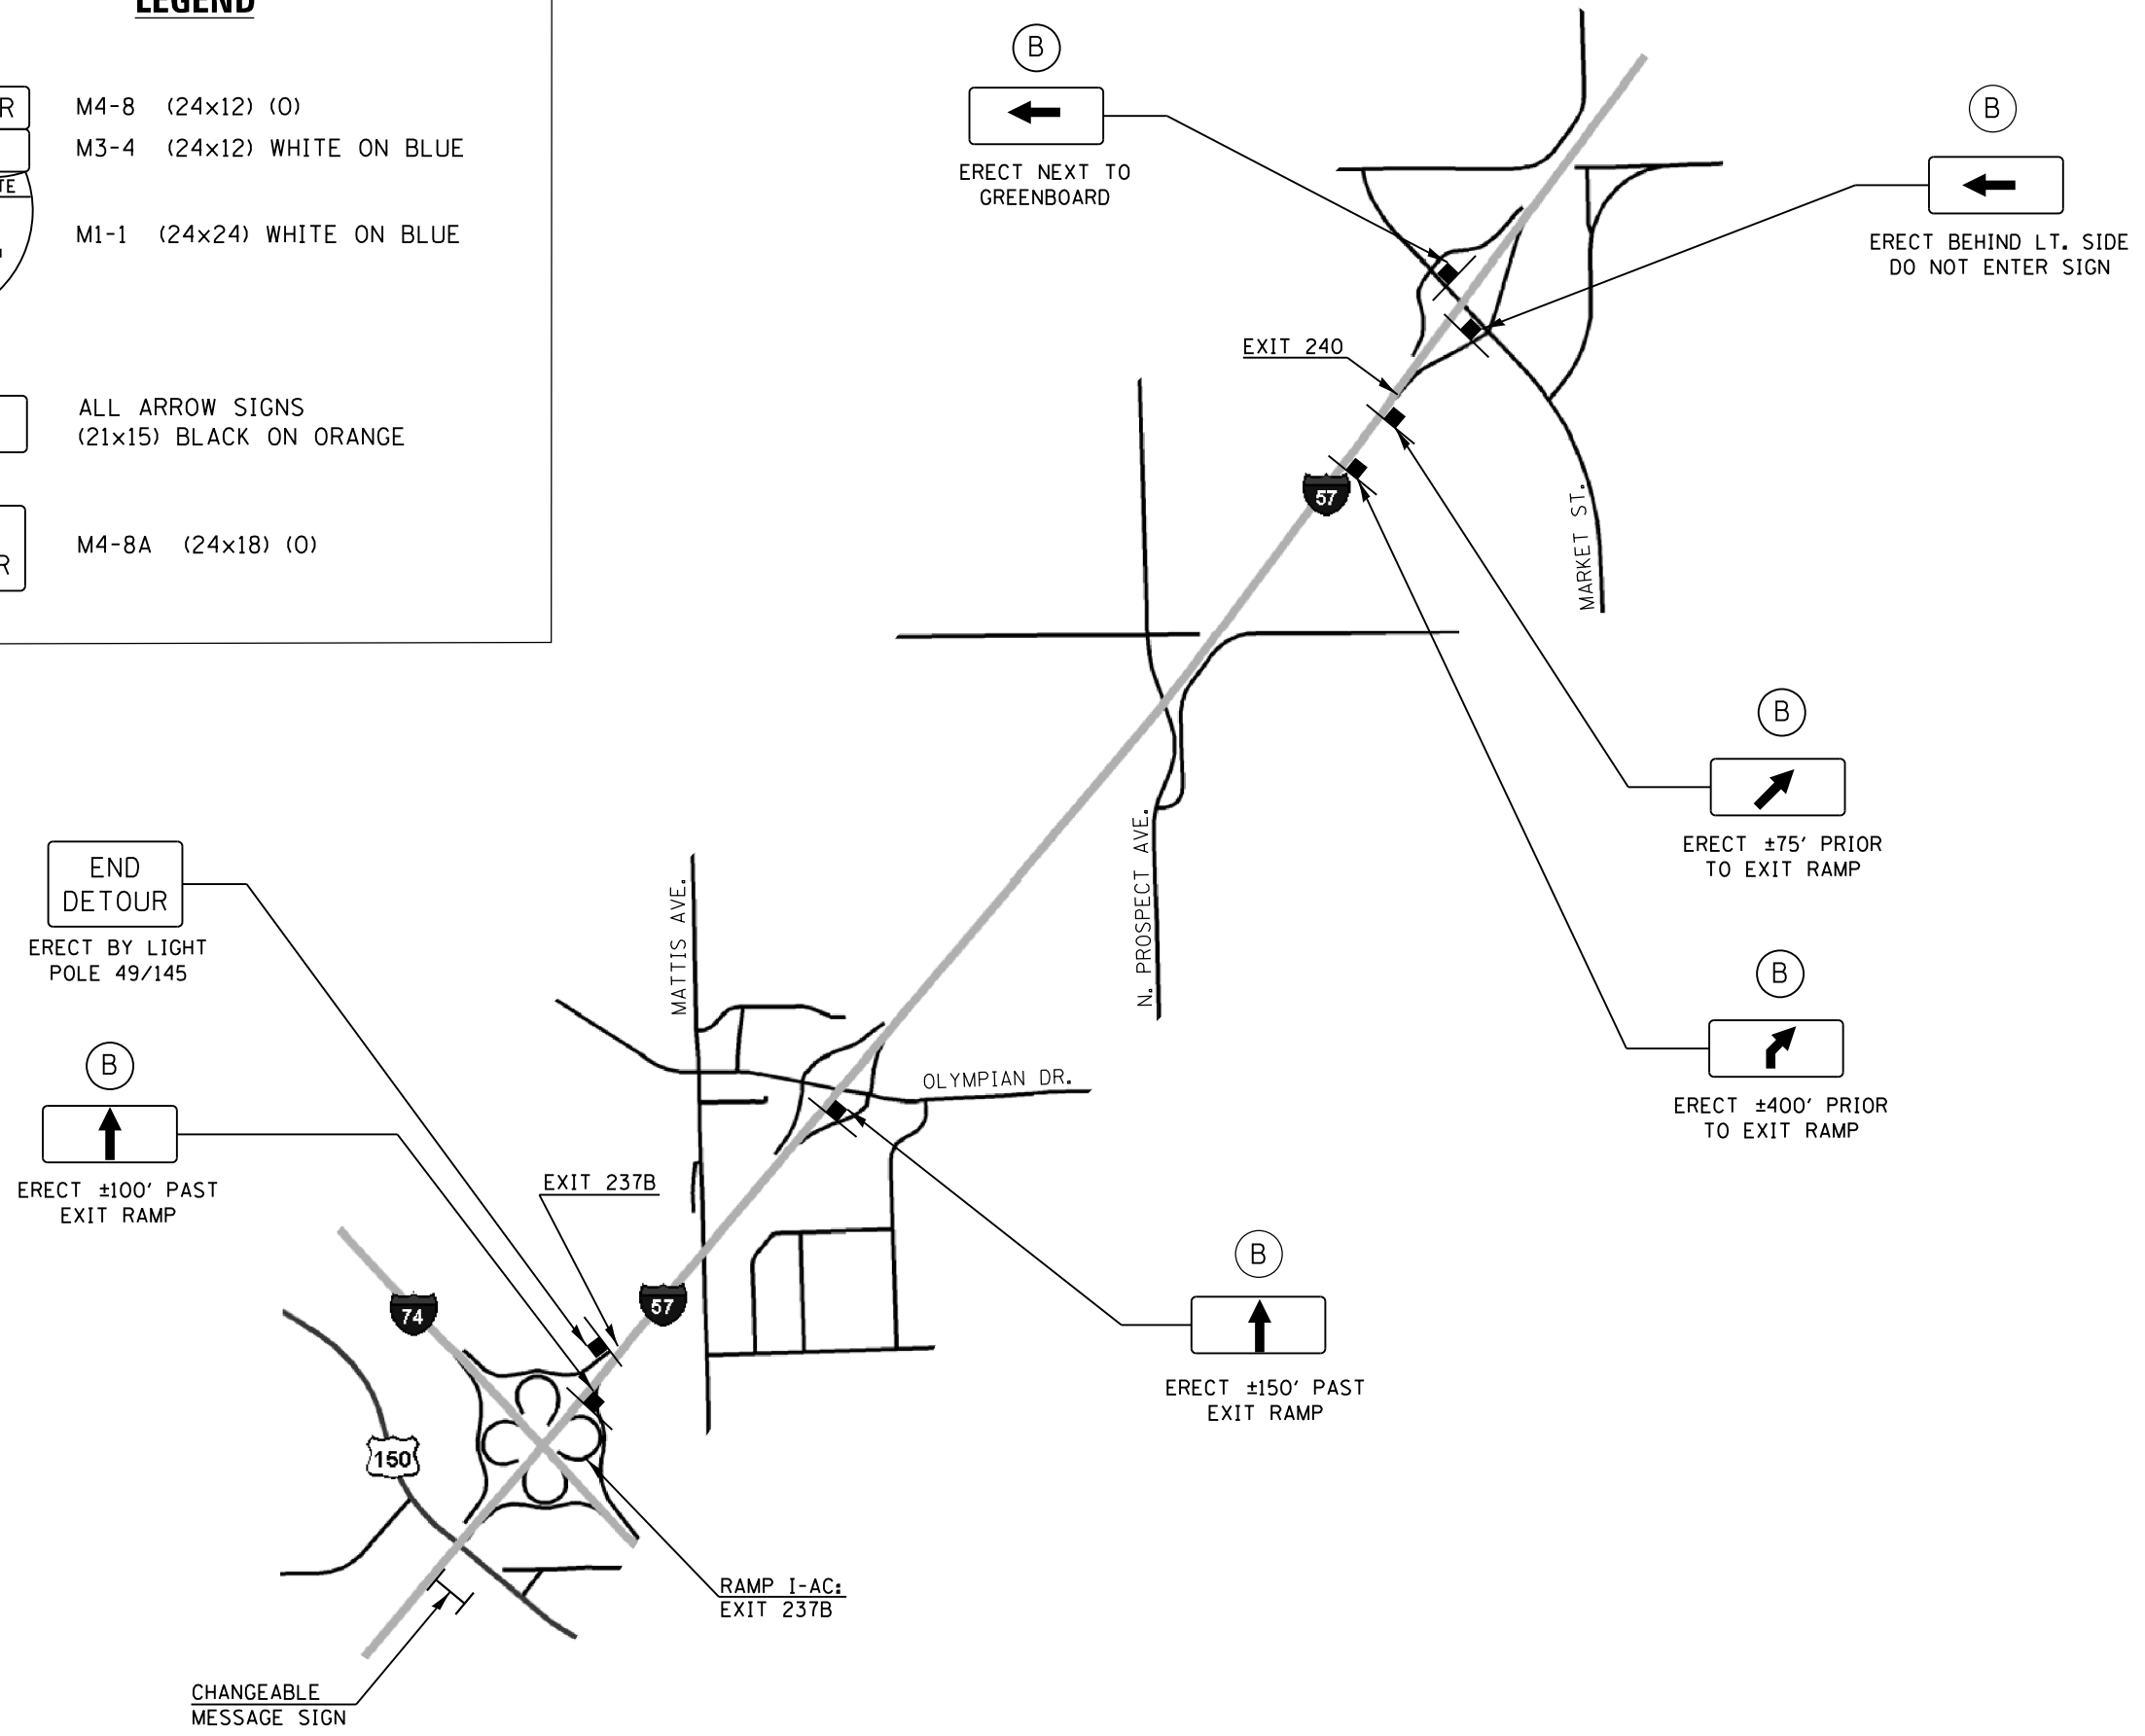 LEGEND
R
M4-8 (24x12) (O)
M3-4 (24x12) WHITE ON BLUE
TE
M1-1 (24x24) WHITE ON BLUE
ALL ARROW SIGNS
(21x15) BLACK ON ORANGE
R
M4-8A (24x18) (O)
B
ERECT NEXT TO
GREENBOARD
B
ERECT BEHIND LT. SIDE
DO NOT ENTER SIGN
EXIT 240
57
MARKET ST.
B
ERECT ±75' PRIOR
TO EXIT RAMP
N. PROSPECT AVE.
B
ERECT ±400' PRIOR
TO EXIT RAMP
END
DETOUR
ERECT BY LIGHT
POLE 49/145
MATTIS AVE.
OLYMPIAN DR.
B
ERECT ±100' PAST
EXIT RAMP
EXIT 237B
B
ERECT ±150' PAST
EXIT RAMP
74
57
150
RAMP I-AC:
EXIT 237B
CHANGEABLE
MESSAGE SIGN